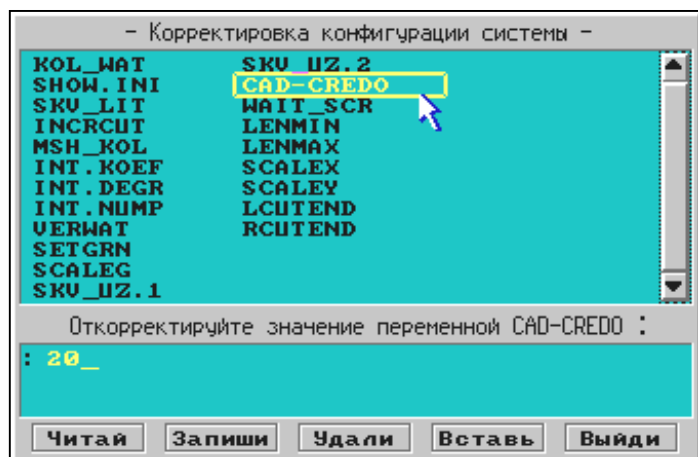 - Корректировка конфигурации системы -
KOL_WAT SKV_UZ.2
SHOW.INI CAD-CREDO
SKV_LIT WAIT_SCR
INCRCUT LENMIN
MSH_KOL LENMAX
INT.KOEF SCALEX
INT.DEGR SCALEY
INT.NUMP LCUTEND
VERWAT RCUTEND
SETGRN
SCALEG
SKV_UZ.1
Откорректируйте значение переменной CAD-CREDO :
: 20_
Читай Запиши Удали Вставь Выйди